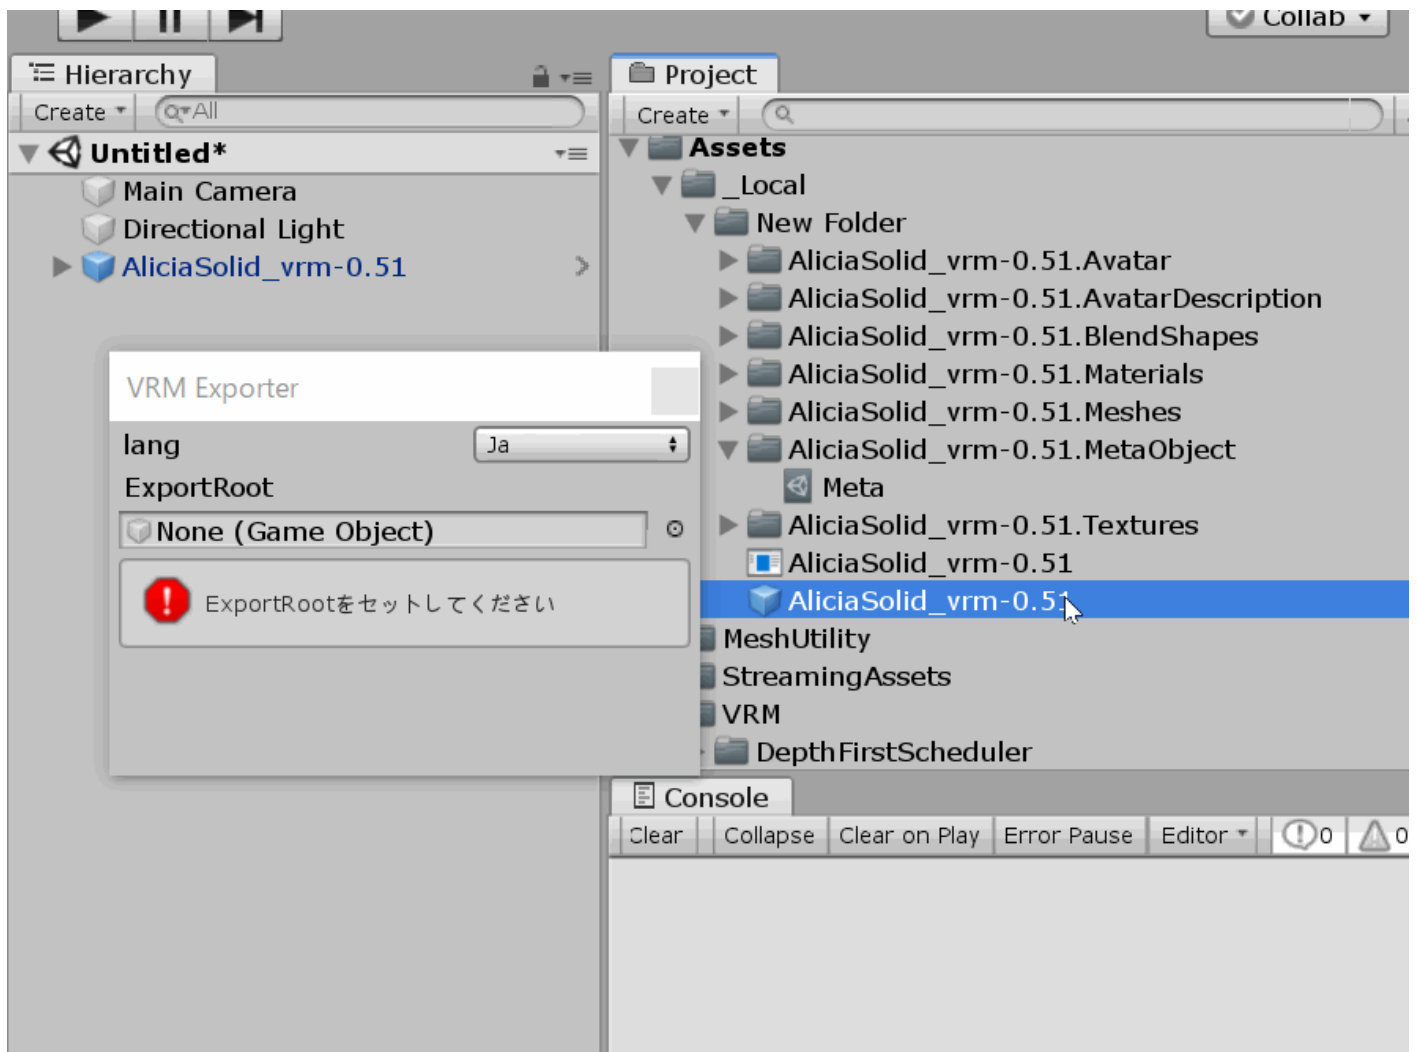 Collab
Hierarchy
Create
All
Untitled*
Main Camera
Directional Light
AliciaSolid_vrm-0.51
VRM Exporter
lang
Ja
ExportRoot
None (Game Object)
ExportRootをセットしてください
Project
Create
Assets
_Local
New Folder
AliciaSolid_vrm-0.51.Avatar
AliciaSolid_vrm-0.51.AvatarDescription
AliciaSolid_vrm-0.51.BlendShapes
AliciaSolid_vrm-0.51.Materials
AliciaSolid_vrm-0.51.Meshes
AliciaSolid_vrm-0.51.MetaObject
Meta
AliciaSolid_vrm-0.51.Textures
AliciaSolid_vrm-0.51
AliciaSolid_vrm-0.51
MeshUtility
StreamingAssets
VRM
DepthFirstScheduler
Console
Clear Collapse Clear on Play Error Pause Editor 0 0